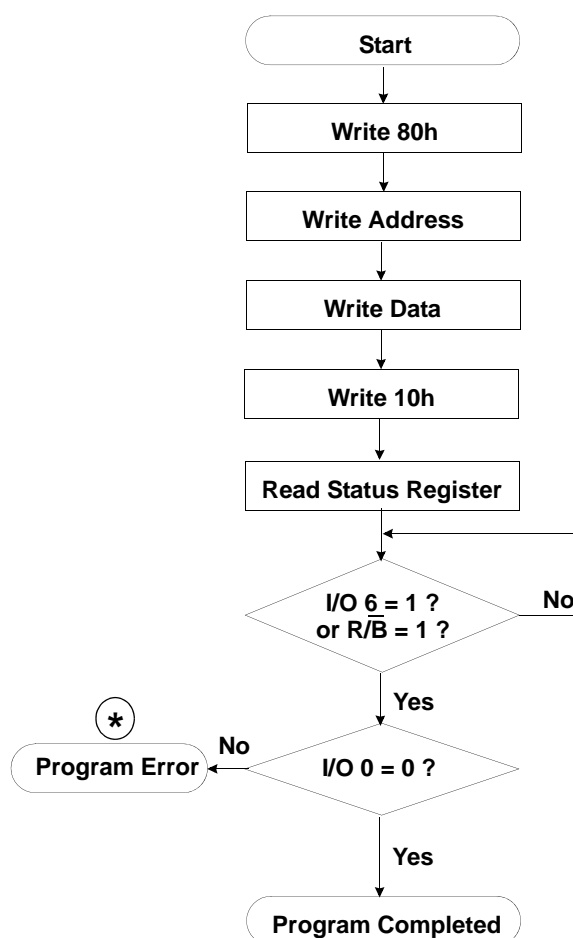 Start
Write 80h
Write Address
Write Data
Write 10h
Read Status Register
I/O 6 = 1 ?
or R/B̅ = 1 ?
No
Yes
*
No
Program Error
I/O 0 = 0 ?
Yes
Program Completed